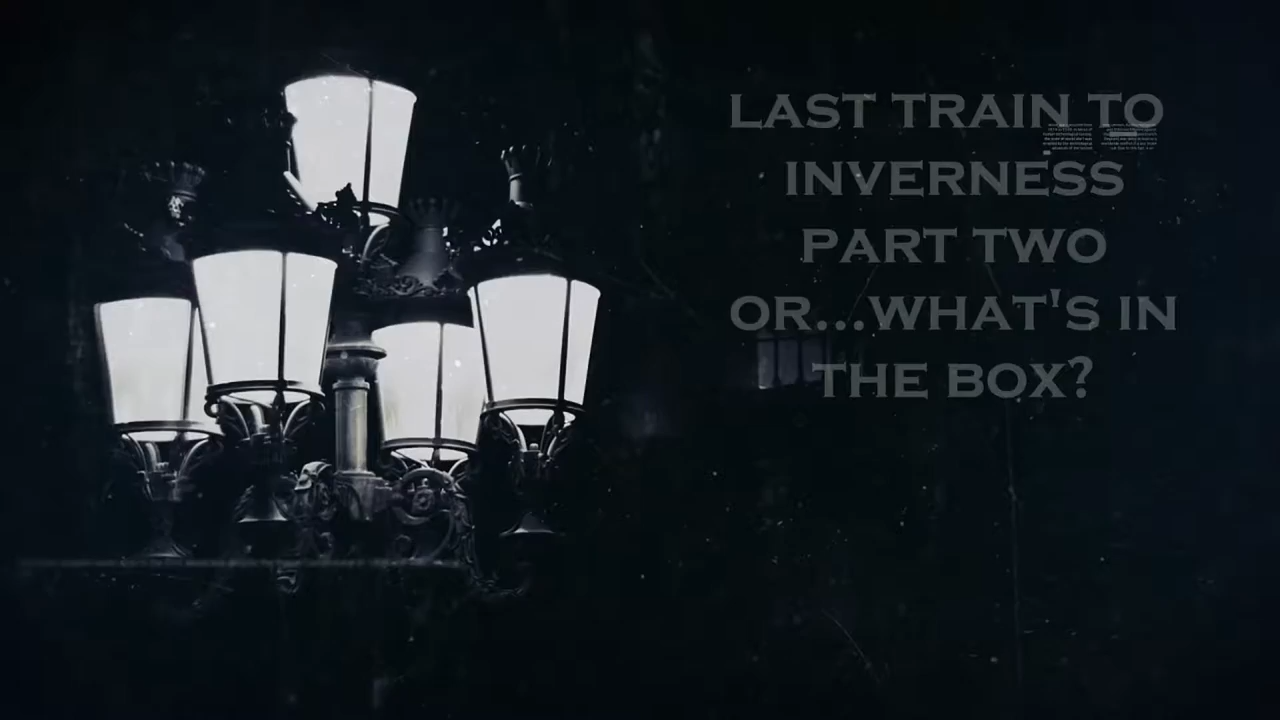 LAST TRAIN TO
INVERNESS
PART TWO
OR...WHAT'S IN
THE BOX?